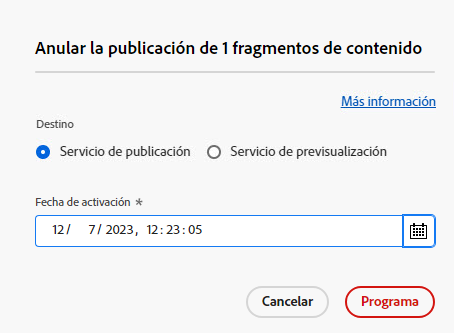 Anular la publicación de 1 fragmentos de contenido
Más información
Destino
Servicio de publicación Servicio de previsualización
Fecha de activación *
12/ 7/ 2023, 12:23:05
Cancelar Programa